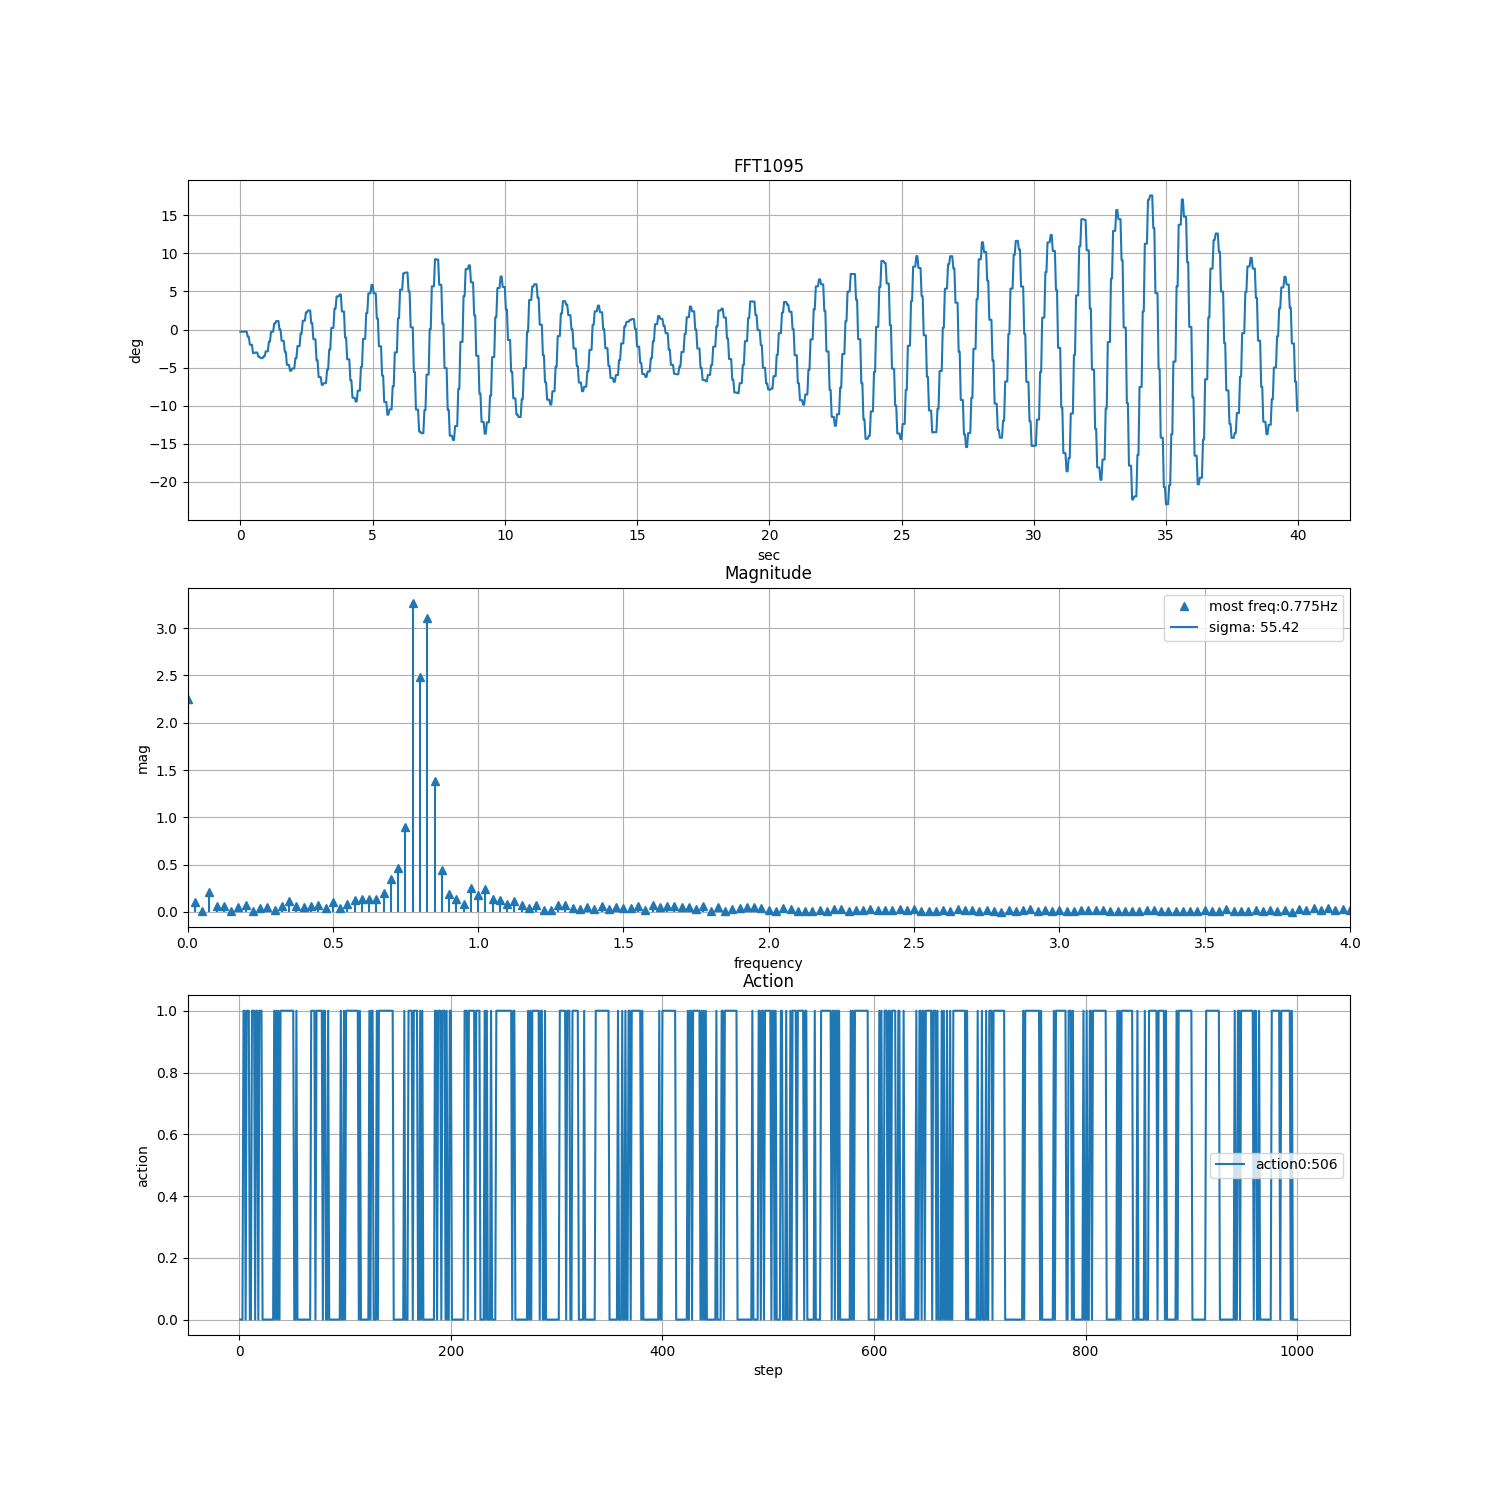 FFT1095
15
10
5
0
−5
−10
−15
−20
deg
0 5 10 15 20 25 30 35 40
sec
Magnitude
most freq:0.775Hz
sigma: 55.42
3.0
2.5
2.0
1.5
1.0
0.5
0.0
mag
0.0 0.5 1.0 1.5 2.0 2.5 3.0 3.5 4.0
frequency
Action
1.0
0.8
0.6
0.4
0.2
0.0
action
action0:506
0 200 400 600 800 1000
step